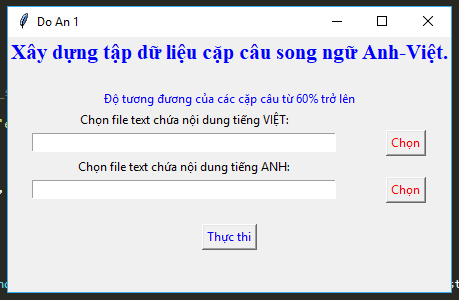 Do An 1
Xây dựng tập dữ liệu cặp câu song ngữ Anh-Việt.
Độ tương đương của các cặp câu từ 60% trở lên
Chọn file text chứa nội dung tiếng VIỆT:
Chọn
Chọn file text chứa nội dung tiếng ANH:
Chọn
Thực thi